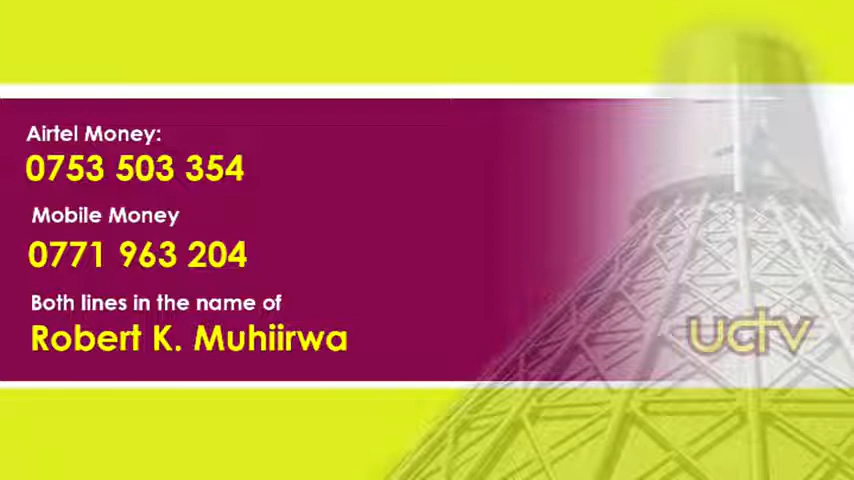 Airtel Money:
0753 503 354
Mobile Money
0771 963 204
Both lines in the name of
Robert K. Muhiirwa
uctv